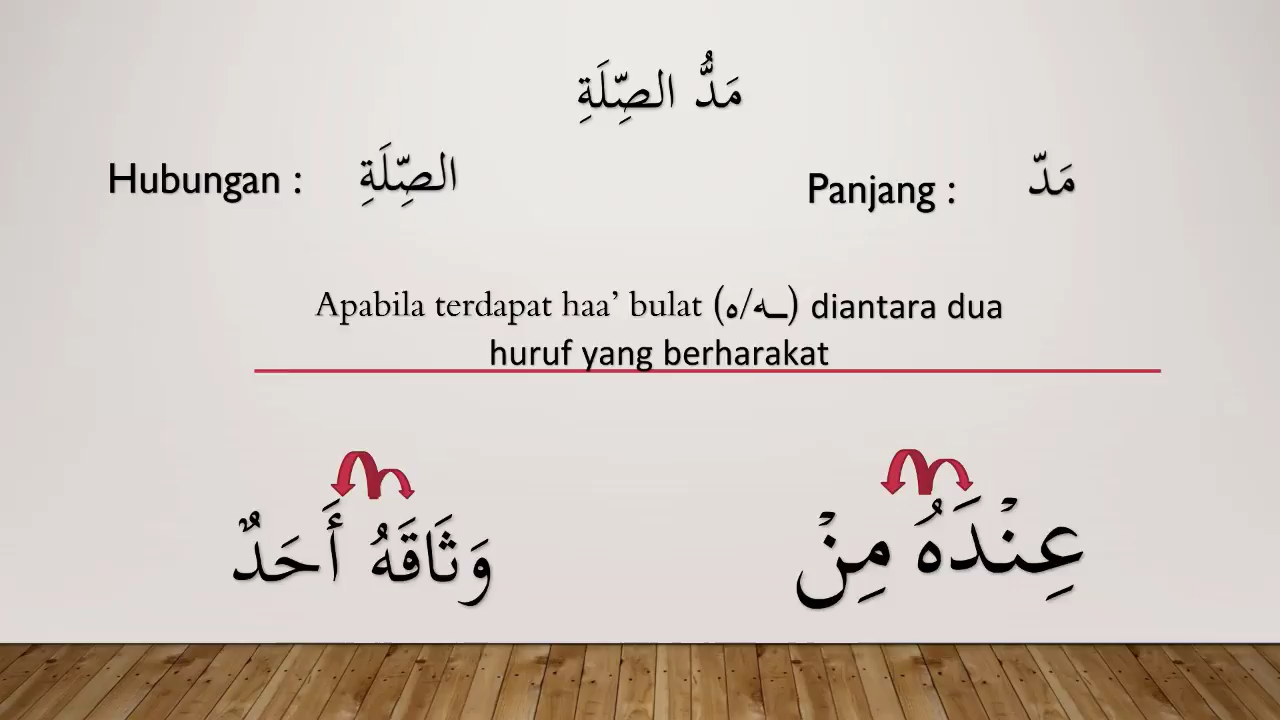 مَدُّ الصِّلَةِ
Hubungan : الصِّلَةِ
Panjang : مَدّ
Apabila terdapat haa’ bulat (ـه/ه) diantara dua
huruf yang berharakat
وَثَاقَهُ أَحَدٌ
عِنْدَهُ مِنْ